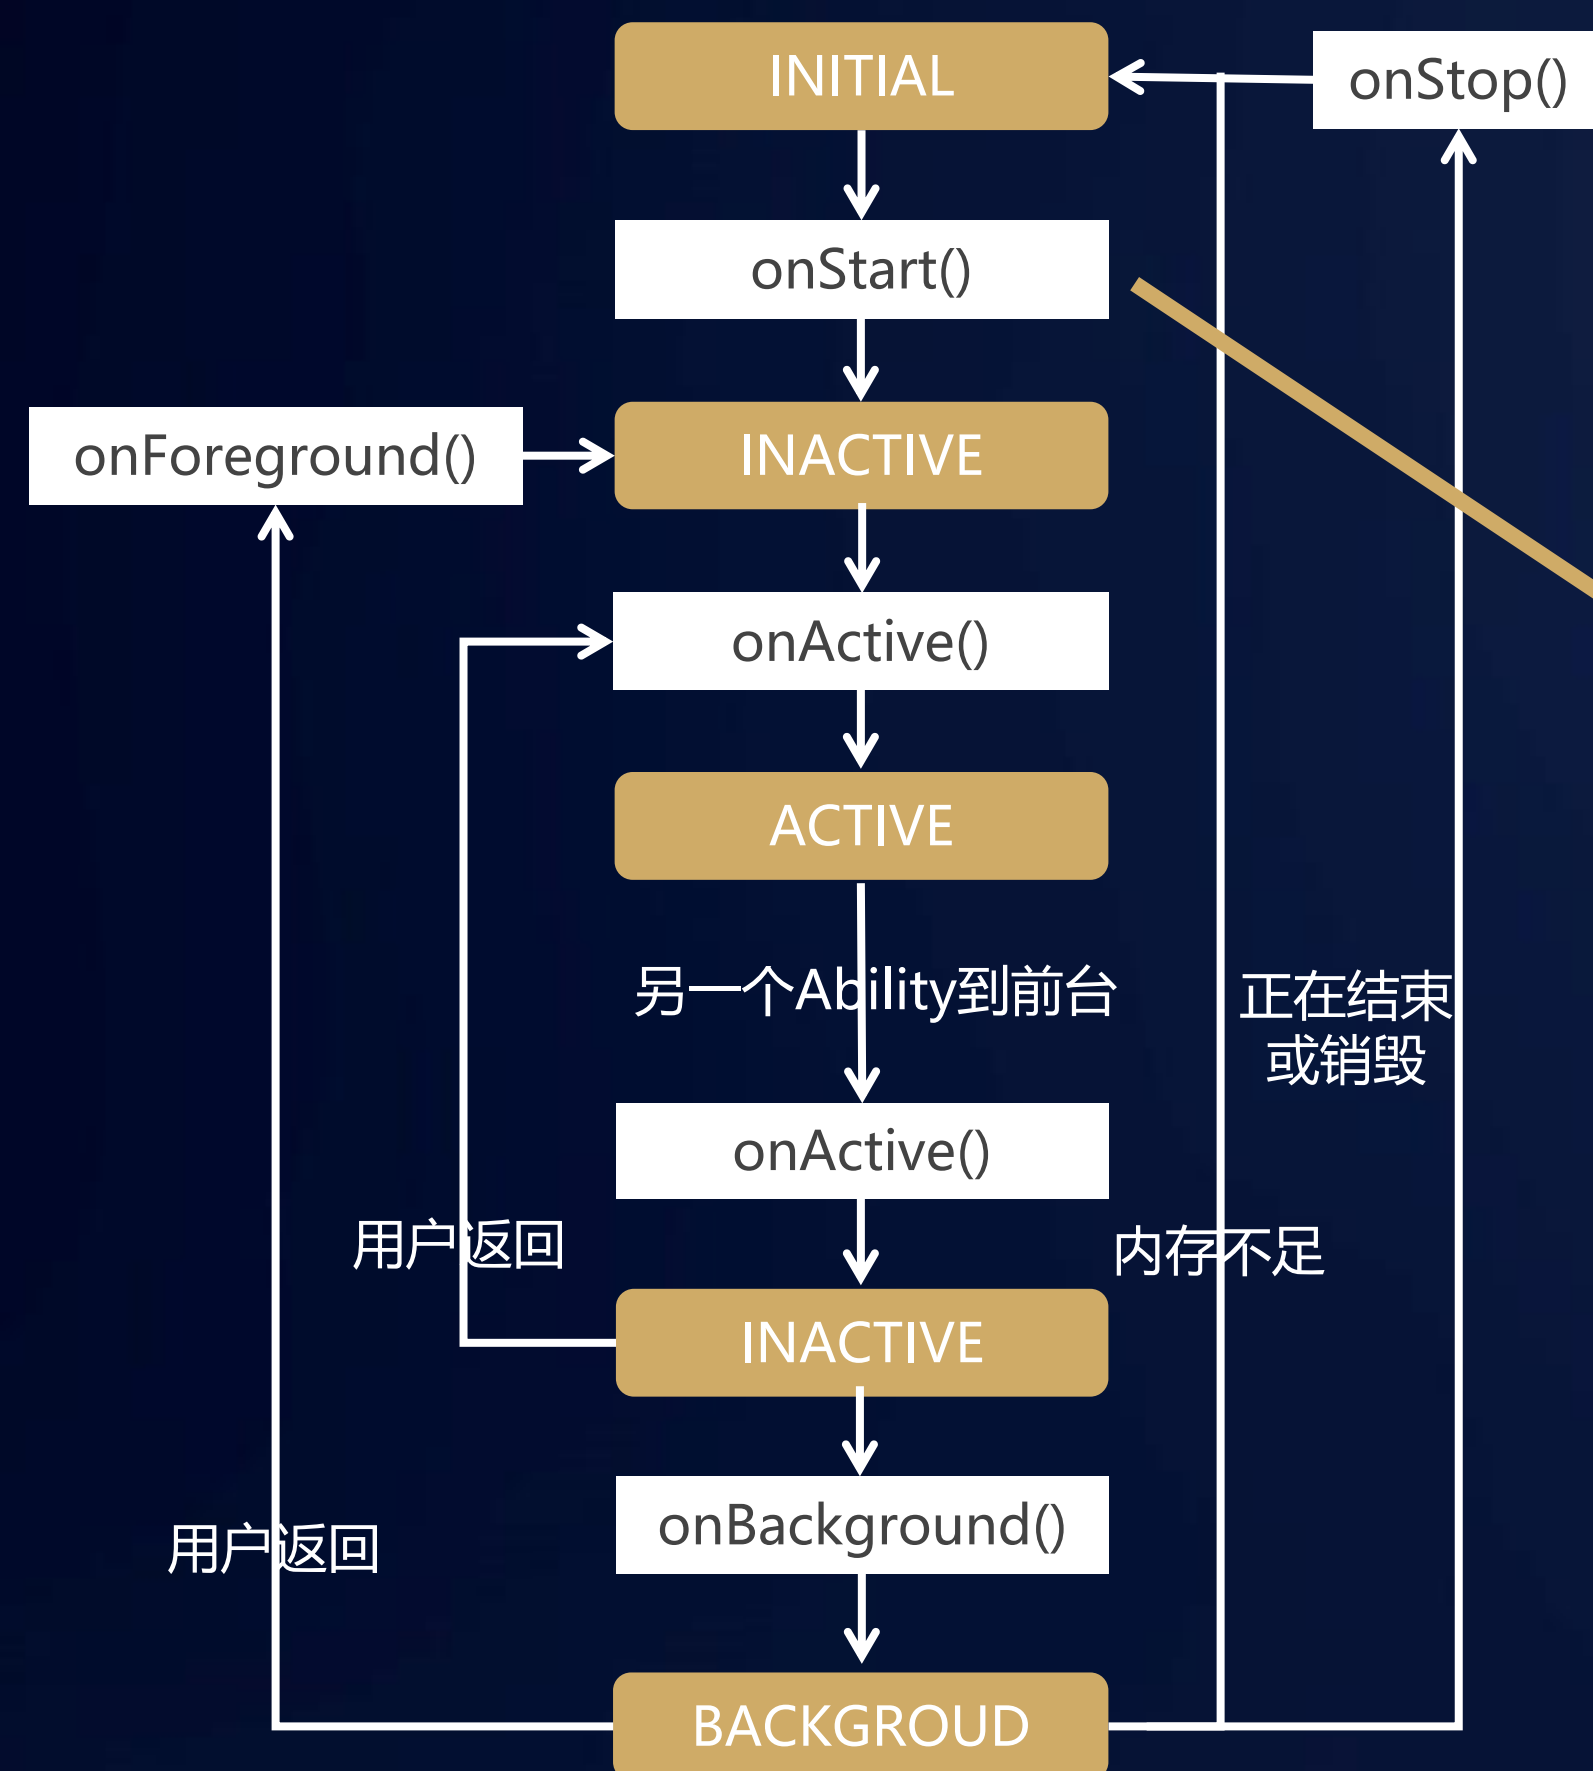 INITIAL
onStop()
onStart()
onForeground()
INACTIVE
onActive()
ACTIVE
另一个Ability到前台
正在结束
或销毁
onActive()
用户返回
内存不足
INACTIVE
onBackground()
用户返回
BACKGROUD